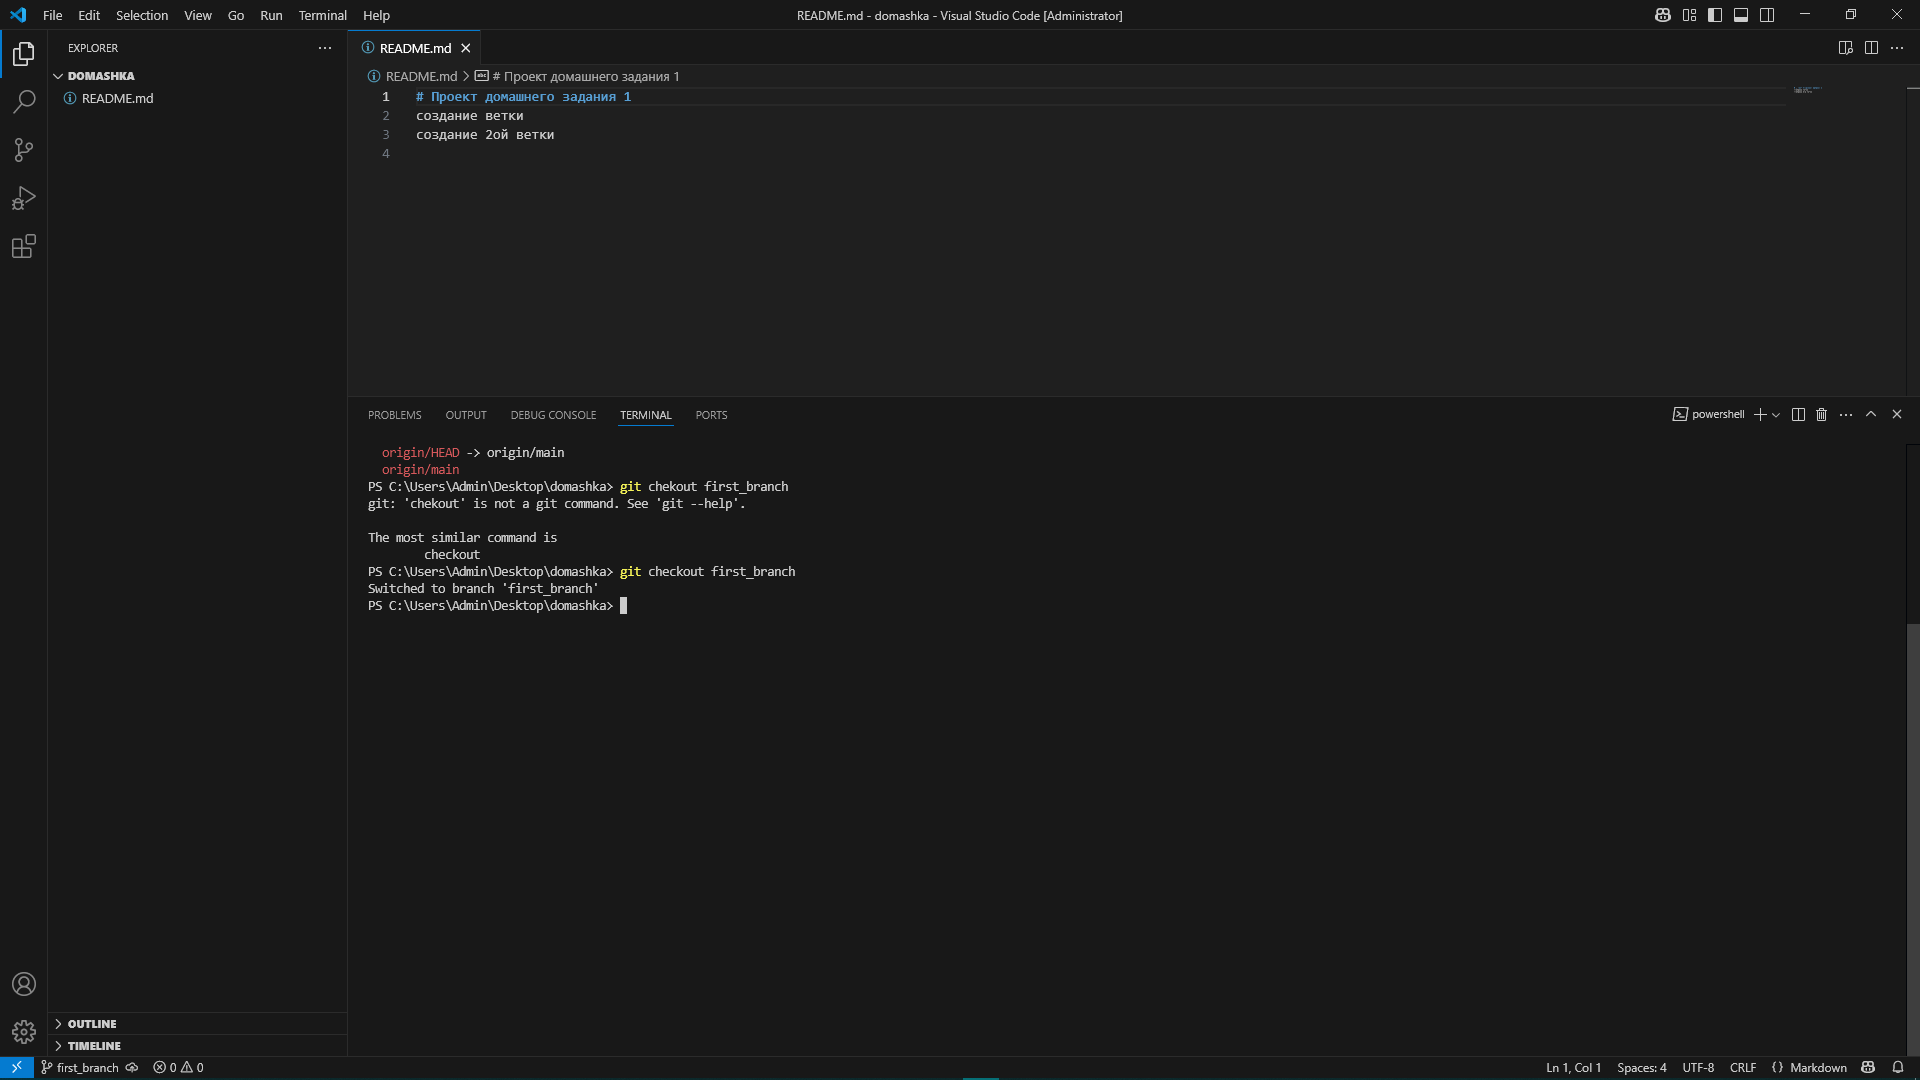 File Edit Selection View Go Run Terminal Help
README.md - domashka - Visual Studio Code [Administrator]
EXPLORER
DOMASHKA
README.md
README.md
README.md > # Проект домашнего задания 1
1 # Проект домашнего задания 1
2 создание ветки
3 создание 2ой ветки
4
PROBLEMS OUTPUT DEBUG CONSOLE TERMINAL PORTS
powershell
origin/HEAD -> origin/main
origin/main
PS C:\Users\Admin\Desktop\domashka> git chekout first_branch
git: 'chekout' is not a git command. See 'git --help'.
The most similar command is
checkout
PS C:\Users\Admin\Desktop\domashka> git checkout first_branch
Switched to branch 'first_branch'
PS C:\Users\Admin\Desktop\domashka>
OUTLINE
TIMELINE
first_branch 0 0
Ln 1, Col 1 Spaces: 4 UTF-8 CRLF {} Markdown